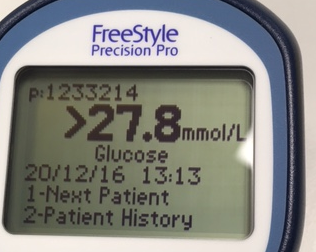 FreeStyle
Precision Pro
p:1233214
>27.8mmol/L
Glucose
20/12/16 13:13
1-Next Patient
2-Patient History